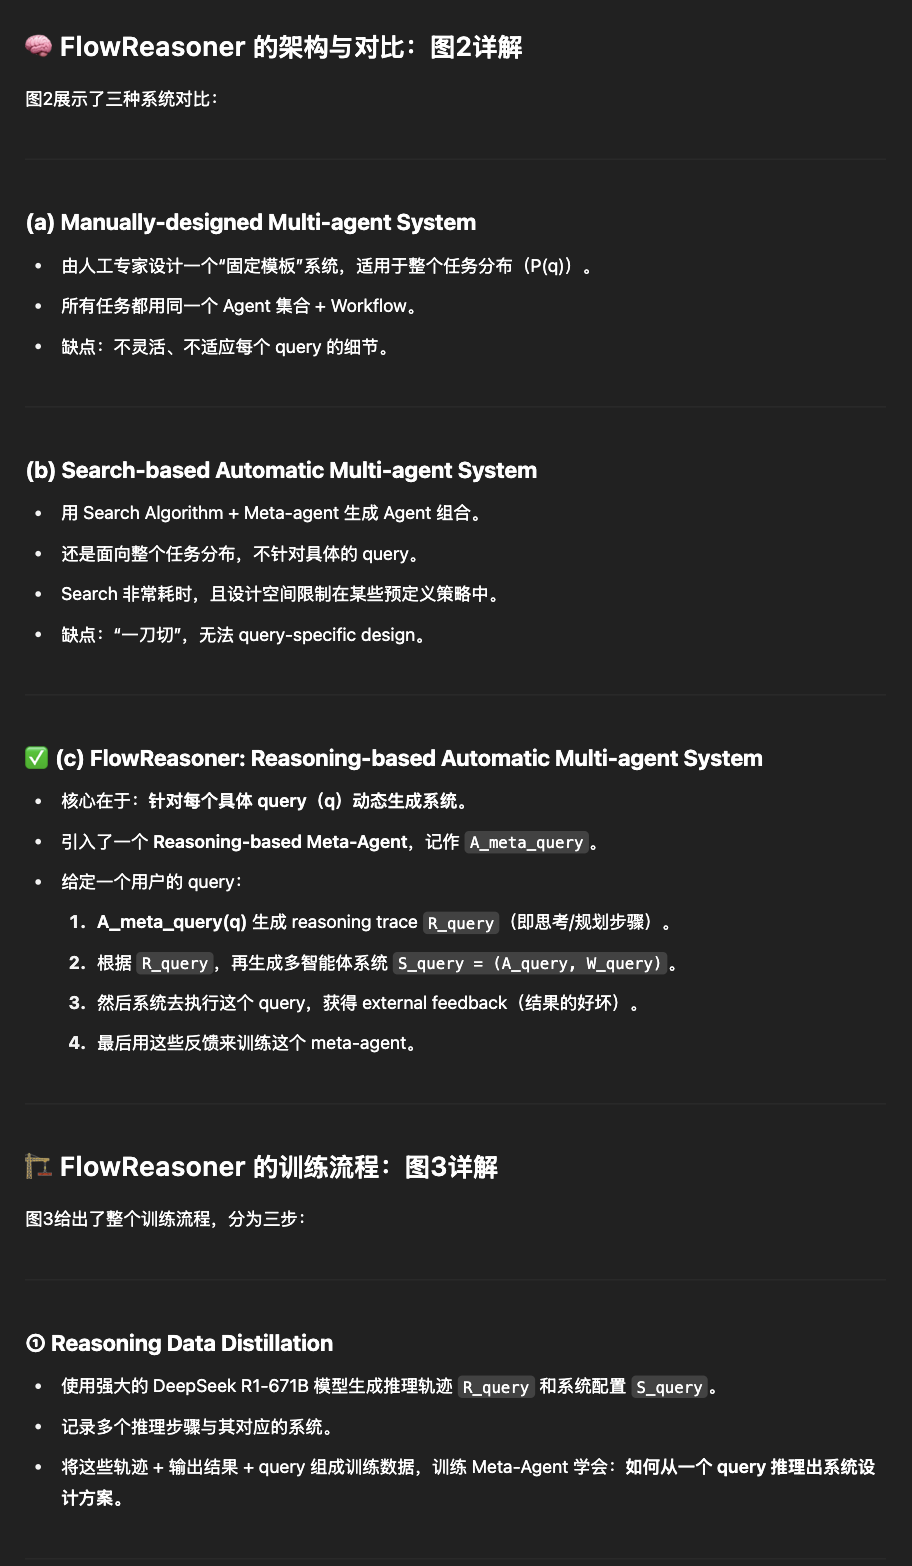 🧠 FlowReasoner 的架构与对比：图2详解
图2展示了三种系统对比：
(a) Manually-designed Multi-agent System
• 由人工专家设计一个“固定模板”系统，适用于整个任务分布（P(q)）。
• 所有任务都用同一个 Agent 集合 + Workflow。
• 缺点：不灵活、不适应每个 query 的细节。
(b) Search-based Automatic Multi-agent System
• 用 Search Algorithm + Meta-agent 生成 Agent 组合。
• 还是面向整个任务分布，不针对具体的 query。
• Search 非常耗时，且设计空间限制在某些预定义策略中。
• 缺点：“一刀切”，无法 query-specific design。
✅ (c) FlowReasoner: Reasoning-based Automatic Multi-agent System
• 核心在于：针对每个具体 query（q）动态生成系统。
• 引入了一个 Reasoning-based Meta-Agent，记作 A_meta_query。
• 给定一个用户的 query：
1. A_meta_query(q) 生成 reasoning trace R_query（即思考/规划步骤）。
2. 根据 R_query，再生成多智能体系统 S_query = (A_query, W_query)。
3. 然后系统去执行这个 query，获得 external feedback（结果的好坏）。
4. 最后用这些反馈来训练这个 meta-agent。
🏗️ FlowReasoner 的训练流程：图3详解
图3给出了整个训练流程，分为三步：
① Reasoning Data Distillation
• 使用强大的 DeepSeek R1-671B 模型生成推理轨迹 R_query 和系统配置 S_query。
• 记录多个推理步骤与其对应的系统。
• 将这些轨迹 + 输出结果 + query 组成训练数据，训练 Meta-Agent 学会：如何从一个 query 推理出系统设
计方案。